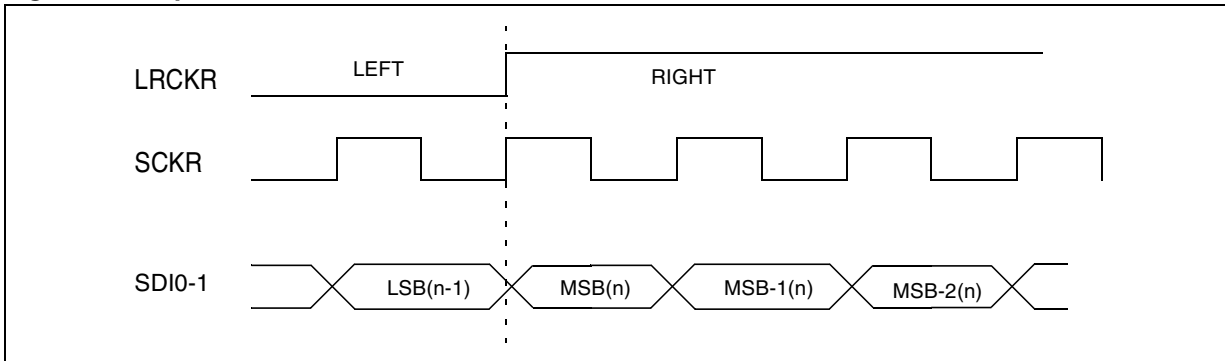 LRCKR LEFT RIGHT
SCKR
SDI0-1 LSB(n-1) MSB(n) MSB-1(n) MSB-2(n)